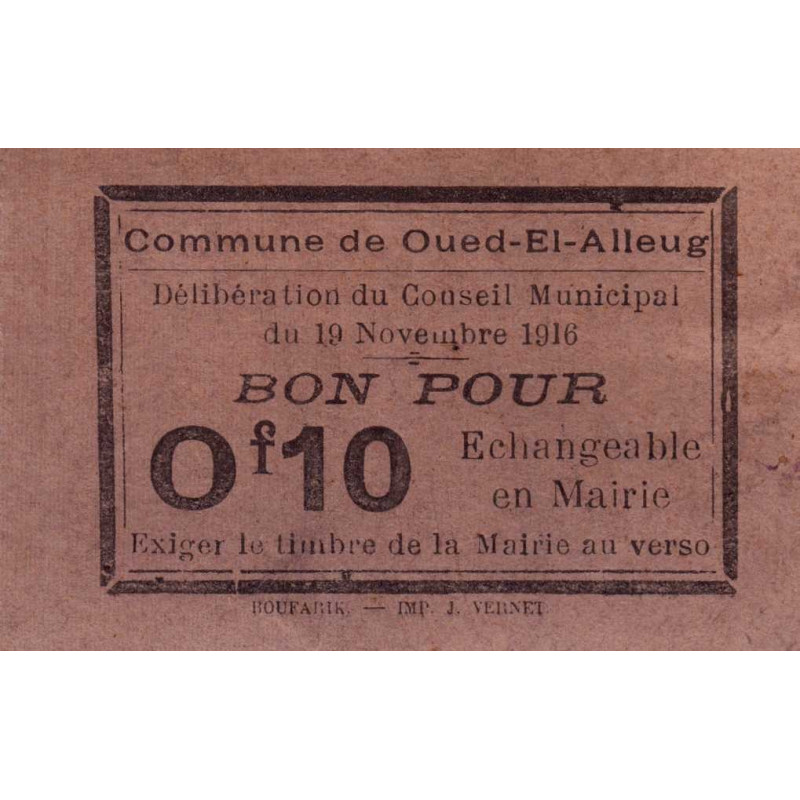 Commune de Oued-El-Alleug
Délibération du Conseil Municipal
du 19 Novembre 1916
BON POUR
0f10
Echangeable
en Mairie
Exiger le timbre de la Mairie au verso
BOUFARIK. — IMP. J. VERNET